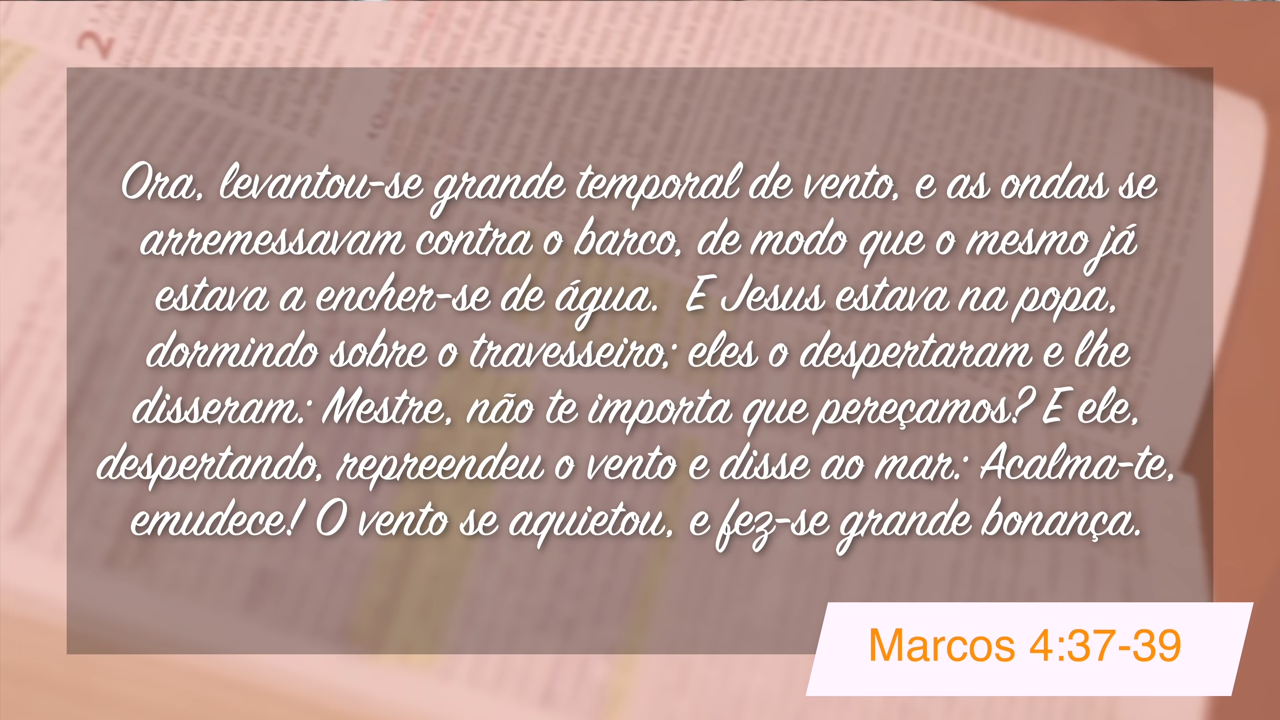 Ora, levantou-se grande temporal de vento, e as ondas se
arremessavam contra o barco, de modo que o mesmo já
estava a encher-se de água.  E Jesus estava na popa,
dormindo sobre o travesseiro; eles o despertaram e lhe
disseram: Mestre, não te importa que pereçamos? E ele,
despertando, repreendeu o vento e disse ao mar: Acalma-te,
emudece! O vento se aquietou, e fez-se grande bonança.
Marcos 4:37-39